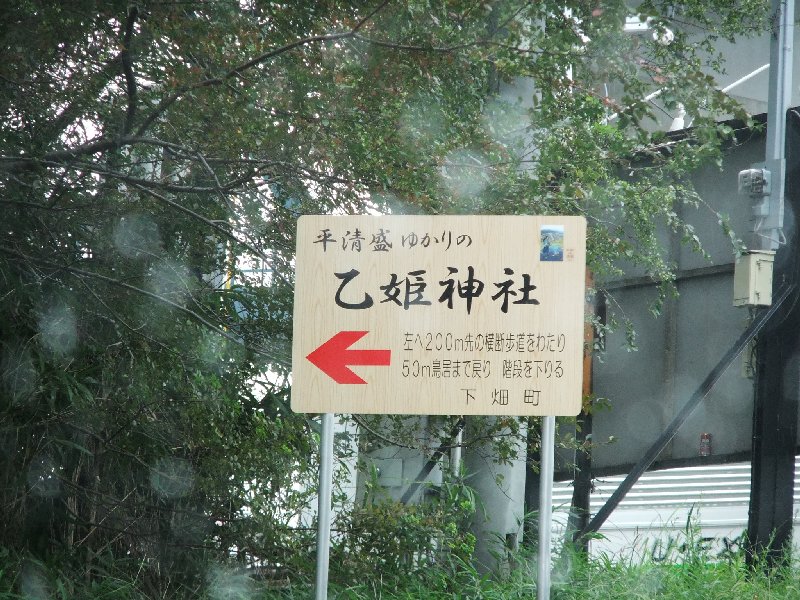 平清盛 ゆかりの
乙姫神社
左へ200m先の横断歩道をわたり
50m鳥居まで戻り 階段を下りる
下畑町